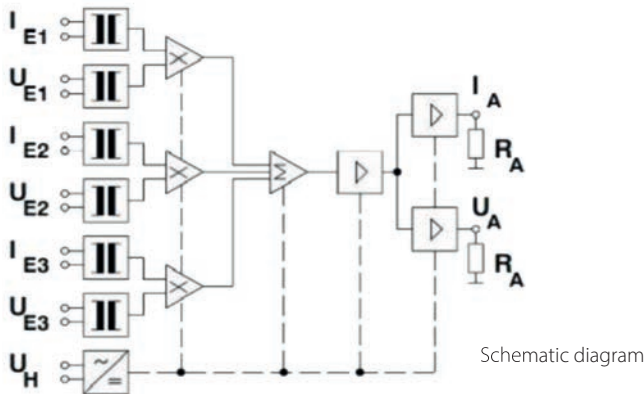 I E1
U E1
I E2
U E2
I E3
U E3
U H
~
=
×
×
×
Σ
I A
R A
U A
R A
Schematic diagram